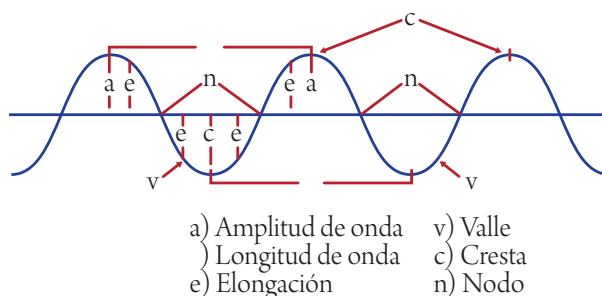 c
a e n e a n
e c e
v v
a) Amplitud de onda v) Valle
) Longitud de onda c) Cresta
e) Elongación n) Nodo